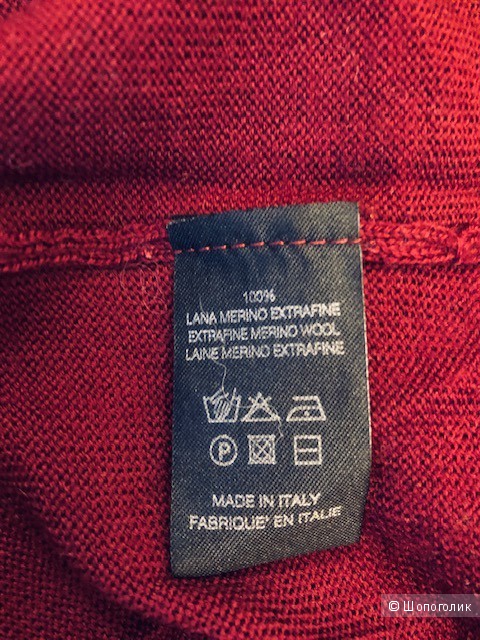 100%
LANA MERINO EXTRAFINE
EXTRAFINE MERINO WOOL
LAINE MERINO EXTRAFINE
P
MADE IN ITALY
FABRIQUE' EN ITALIE
© Шопоголик